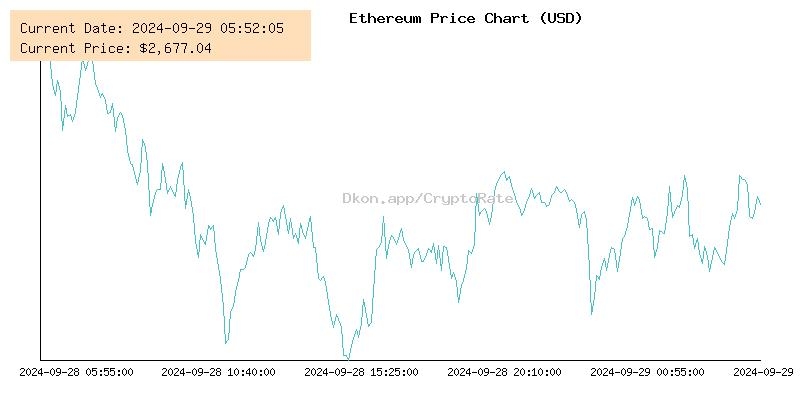 Ethereum Price Chart (USD)
Current Date: 2024-09-29 05:52:05
Current Price: $2,677.04
Dkon.app/CryptoRate
2024-09-28 05:55:00 2024-09-28 10:40:00 2024-09-28 15:25:00 2024-09-28 20:10:00 2024-09-29 00:55:00 2024-09-29